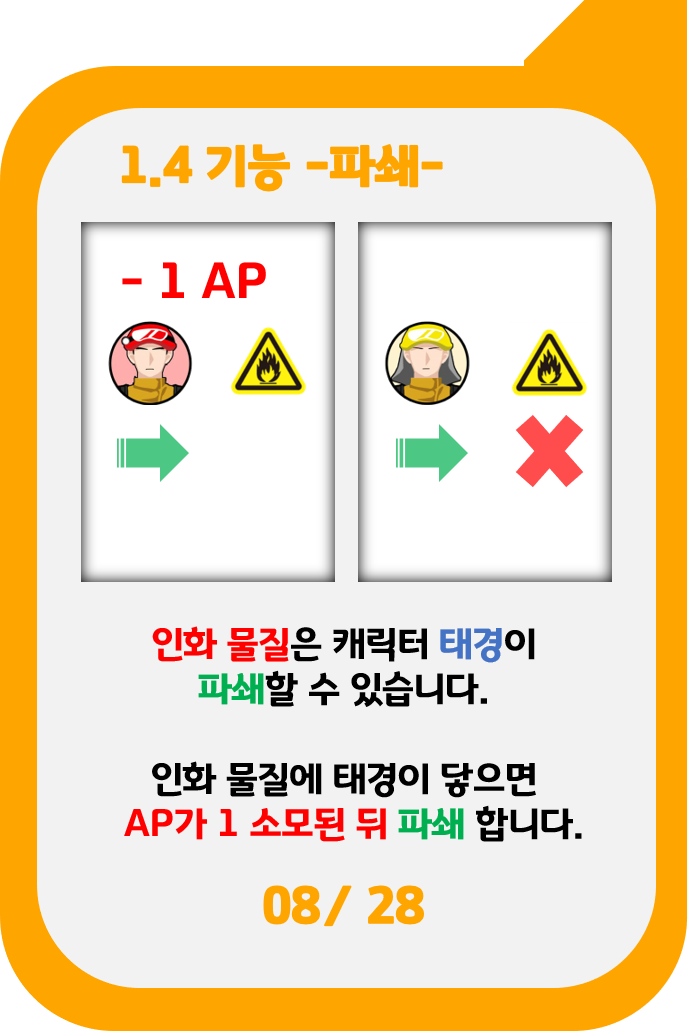 1.4 기능 -파쇄-
- 1 AP
인화 물질은 캐릭터 태경이
파쇄할 수 있습니다.
인화 물질에 태경이 닿으면
AP가 1 소모된 뒤 파쇄 합니다.
08/ 28